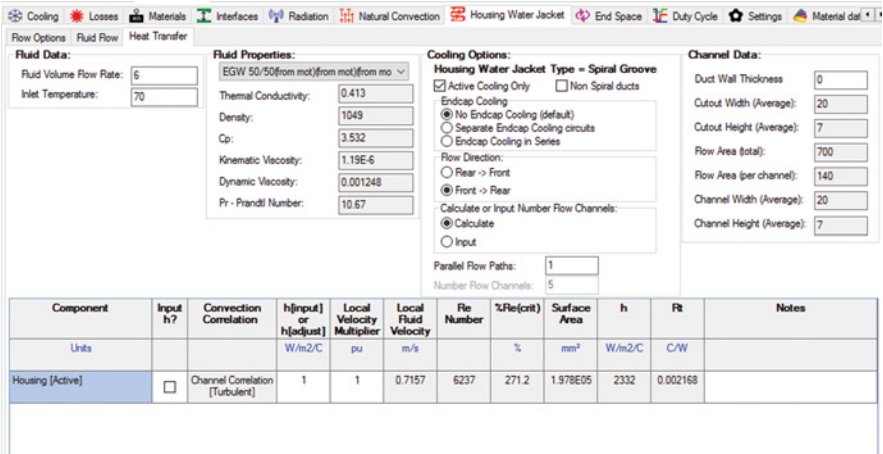 Cooling Losses Materials Interfaces Radiation Natural Convection Housing Water Jacket End Space Duty Cycle Settings Material dat
Flow Options Fluid Flow Heat Transfer
Fluid Data:
Fluid Volume Flow Rate: 6
Inlet Temperature: 70
Fluid Properties:
EGW 50/50(from mot)(from mot)(from mo
Thermal Conductivity: 0.413
Density: 1049
Cp: 3.532
Kinematic Viscosity: 1.19E-6
Dynamic Viscosity: 0.001248
Pr - Prandtl Number: 10.67
Cooling Options:
Housing Water Jacket Type = Spiral Groove
Active Cooling Only Non Spiral ducts
Endcap Cooling
No Endcap Cooling (default)
Separate Endcap Cooling circuits
Endcap Cooling in Series
Flow Direction:
Rear -> Front
Front -> Rear
Calculate or Input Number Flow Channels:
Calculate
Input
Parallel Flow Paths: 1
Number Flow Channels: 5
Channel Data:
Duct Wall Thickness 0
Cutout Width (Average): 20
Cutout Height (Average): 7
Flow Area (total): 700
Flow Area (per channel): 140
Channel Width (Average): 20
Channel Height (Average): 7
Component Input h? Convection Correlation h[input] or h[adjust] Local Velocity Multiplier Local Fluid Velocity Re Number %Re(crit) Surface Area h Rt Notes
Units W/m2/C pu m/s % mm² W/m2/C C/W
Housing [Active] Channel Correlation [Turbulent] 1 1 0.7157 6237 271.2 1.978E05 2332 0.002168